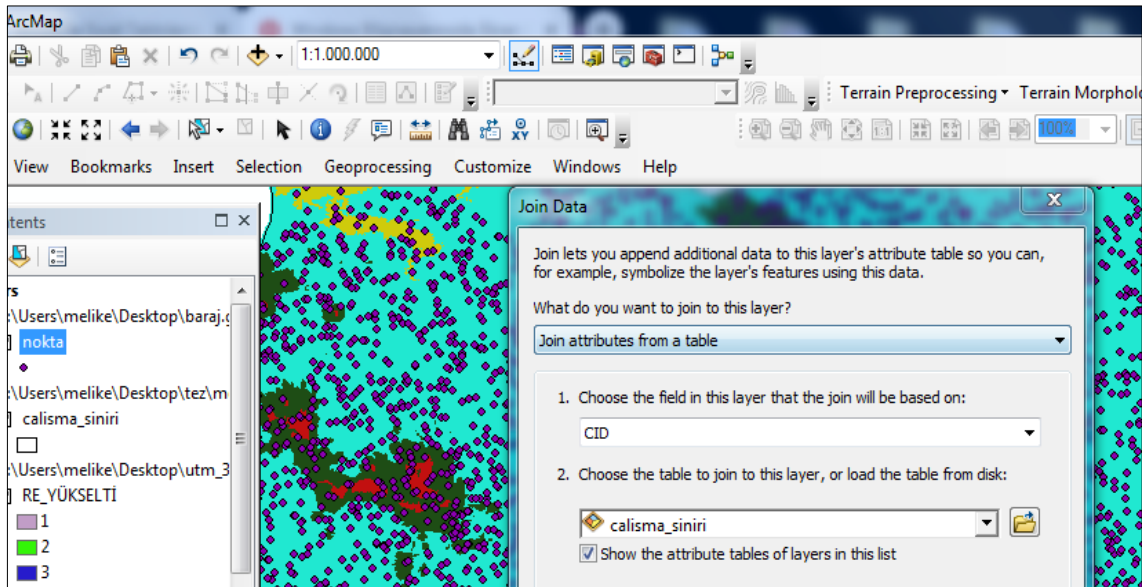 ArcMap
1:1.000.000
Terrain Preprocessing Terrain Morpholo
100%
View Bookmarks Insert Selection Geoprocessing Customize Windows Help
tents
rs
:\Users\melike\Desktop\baraj.g
nokta
:\Users\melike\Desktop\tez\m
calisma_siniri
:\Users\melike\Desktop\utm_3
RE_YÜKSELTİ
1
2
3
Join Data
Join lets you append additional data to this layer's attribute table so you can,
for example, symbolize the layer's features using this data.
What do you want to join to this layer?
Join attributes from a table
1. Choose the field in this layer that the join will be based on:
CID
2. Choose the table to join to this layer, or load the table from disk:
calisma_siniri
Show the attribute tables of layers in this list